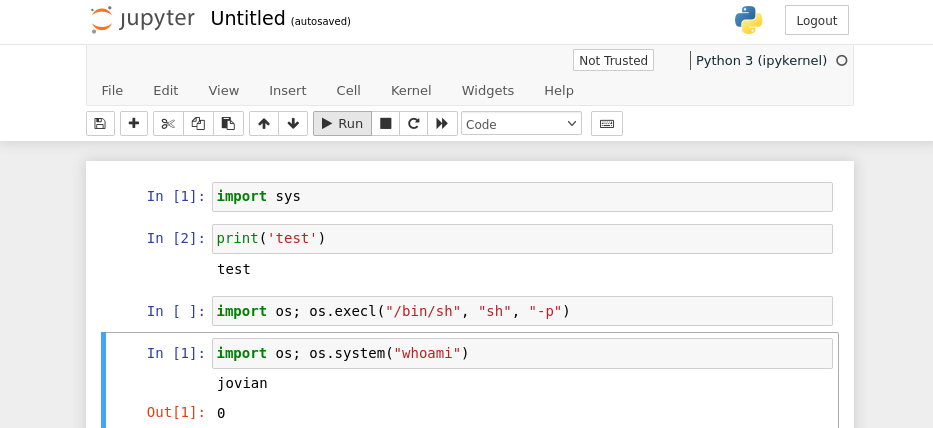 jupyter Untitled (autosaved) Logout
Not Trusted Python 3 (ipykernel)
File Edit View Insert Cell Kernel Widgets Help
Run Code
In [1]: import sys
In [2]: print('test')
test
In [ ]: import os; os.execl("/bin/sh", "sh", "-p")
In [1]: import os; os.system("whoami")
jovian
Out[1]: 0